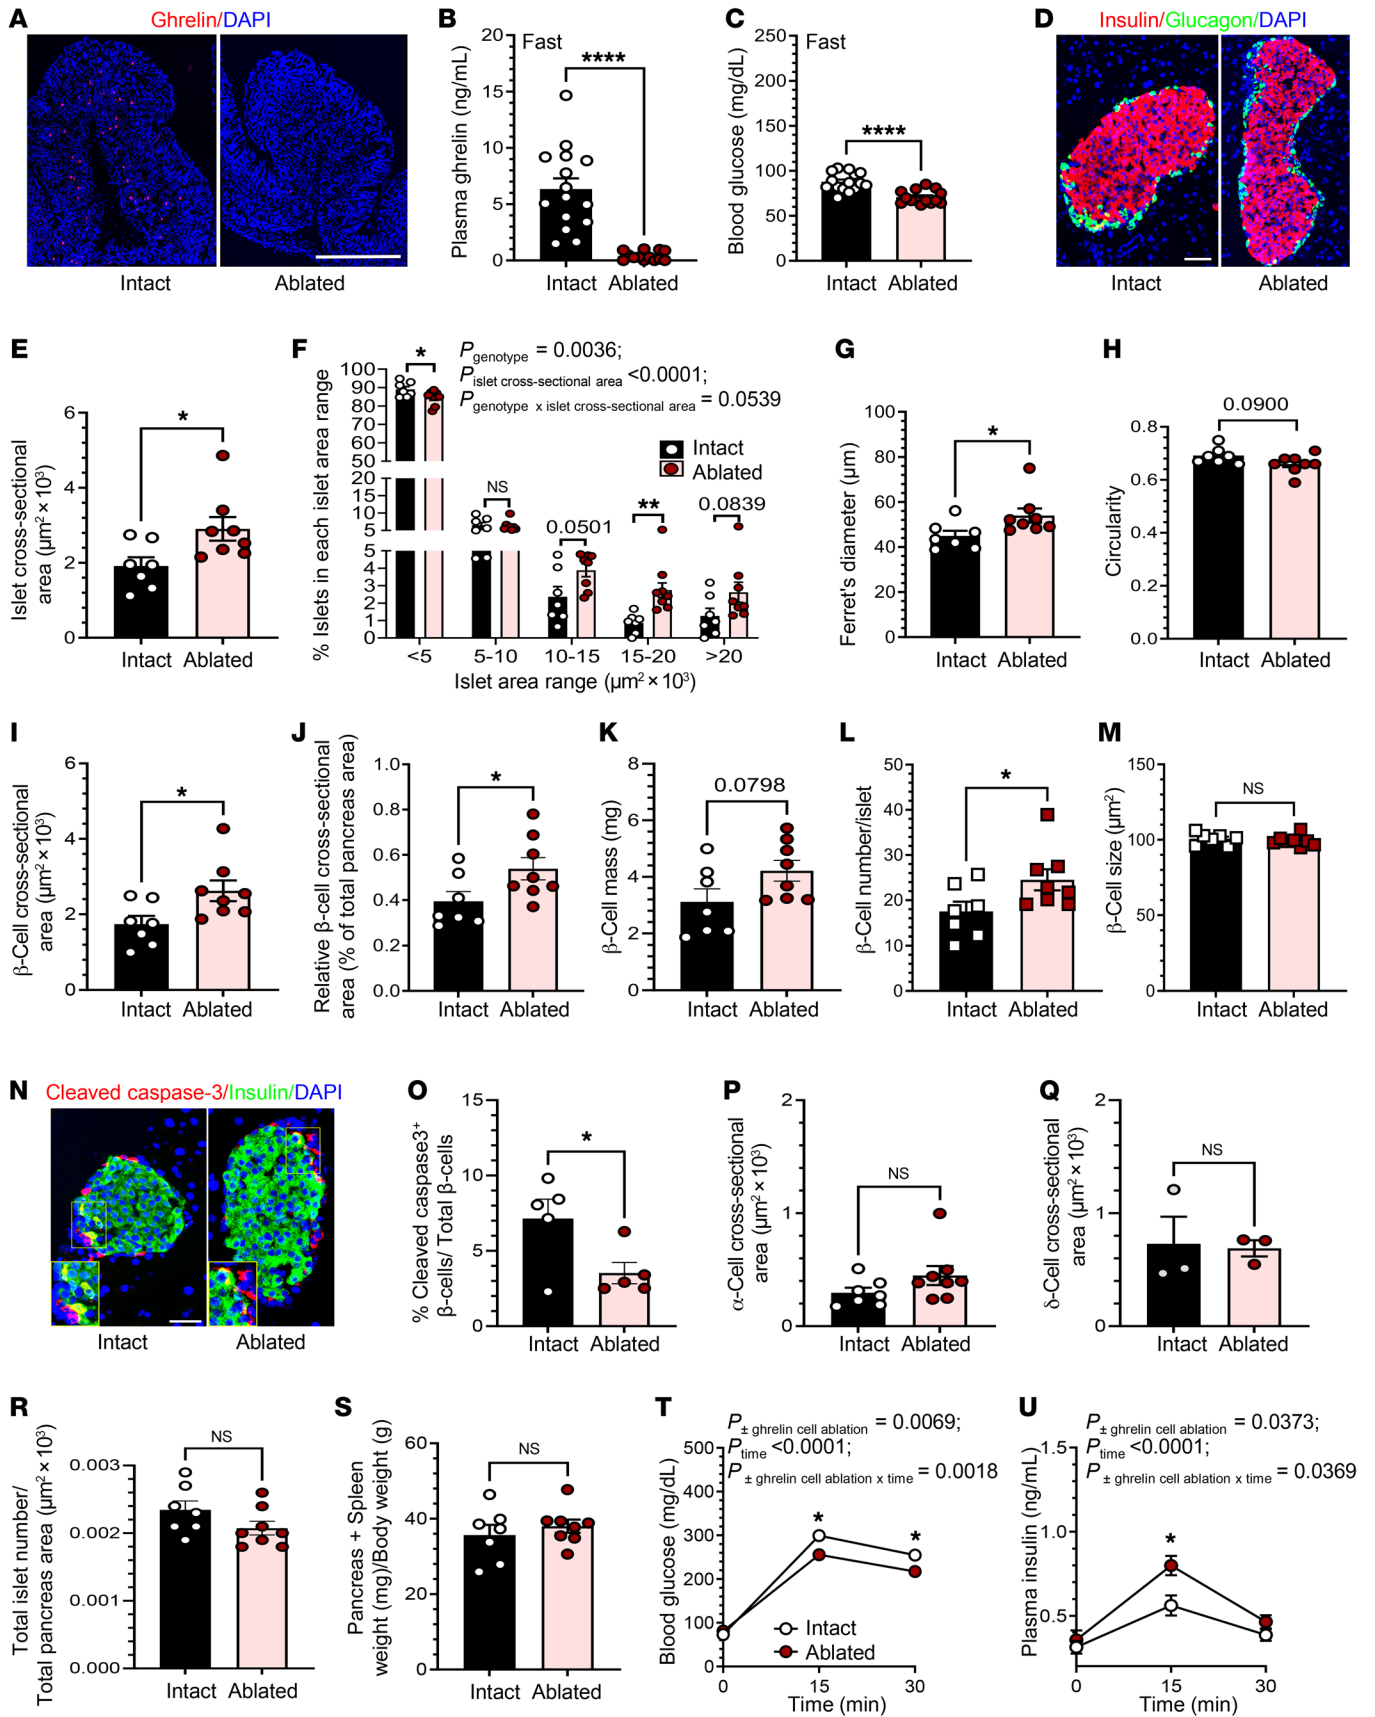 A
Ghrelin/DAPI
Intact
Ablated
B
Fast
****
Plasma ghrelin (ng/mL)
20
15
10
5
0
Intact Ablated
C
Fast
****
Blood glucose (mg/dL)
250
200
150
100
50
0
Intact Ablated
D
Insulin/Glucagon/DAPI
Intact
Ablated
E
*
Islet cross-sectional
area (µm² × 10³)
6
4
2
0
Intact Ablated
F
P genotype = 0.0036;
P islet cross-sectional area <0.0001;
P genotype x islet cross-sectional area = 0.0539
Intact
Ablated
% Islets in each islet area range
100
90
80
70
60
50
20
15
10
5
5
4
3
2
1
0
*
NS
0.0501
**
0.0839
<5 5-10 10-15 15-20 >20
Islet area range (µm² × 10³)
G
*
Ferret's diameter (µm)
100
80
60
40
20
0
Intact Ablated
H
0.0900
Circularity
0.8
0.6
0.4
0.2
0.0
Intact Ablated
I
*
β-Cell cross-sectional
area (µm² × 10³)
6
4
2
0
Intact Ablated
J
*
Relative β-cell cross-sectional
area (% of total pancreas area)
1.0
0.8
0.6
0.4
0.2
0.0
Intact Ablated
K
0.0798
β-Cell mass (mg)
8
6
4
2
0
Intact Ablated
L
*
β-Cell number/islet
50
40
30
20
10
0
Intact Ablated
M
NS
β-Cell size (µm²)
150
100
50
0
Intact Ablated
N
Cleaved caspase-3/Insulin/DAPI
Intact
Ablated
O
*
% Cleaved caspase3⁺
β-cells/ Total β-cells
15
10
5
0
Intact Ablated
P
NS
α-Cell cross-sectional
area (µm² × 10³)
2
1
0
Intact Ablated
Q
NS
δ-Cell cross-sectional
area (µm² × 10³)
2
1
0
Intact Ablated
R
NS
Total islet number/
Total pancreas area (µm² × 10³)
0.003
0.002
0.001
0.000
Intact Ablated
S
NS
Pancreas + Spleen
weight (mg)/Body weight (g)
60
40
20
0
Intact Ablated
T
P ± ghrelin cell ablation = 0.0069;
P time <0.0001;
P ± ghrelin cell ablation x time = 0.0018
Blood glucose (mg/dL)
500
400
300
200
100
0
*
*
Intact
Ablated
0 15 30
Time (min)
U
P ± ghrelin cell ablation = 0.0373;
P time <0.0001;
P ± ghrelin cell ablation x time = 0.0369
Plasma insulin (ng/mL)
1.5
1.0
0.5
*
0 15 30
Time (min)